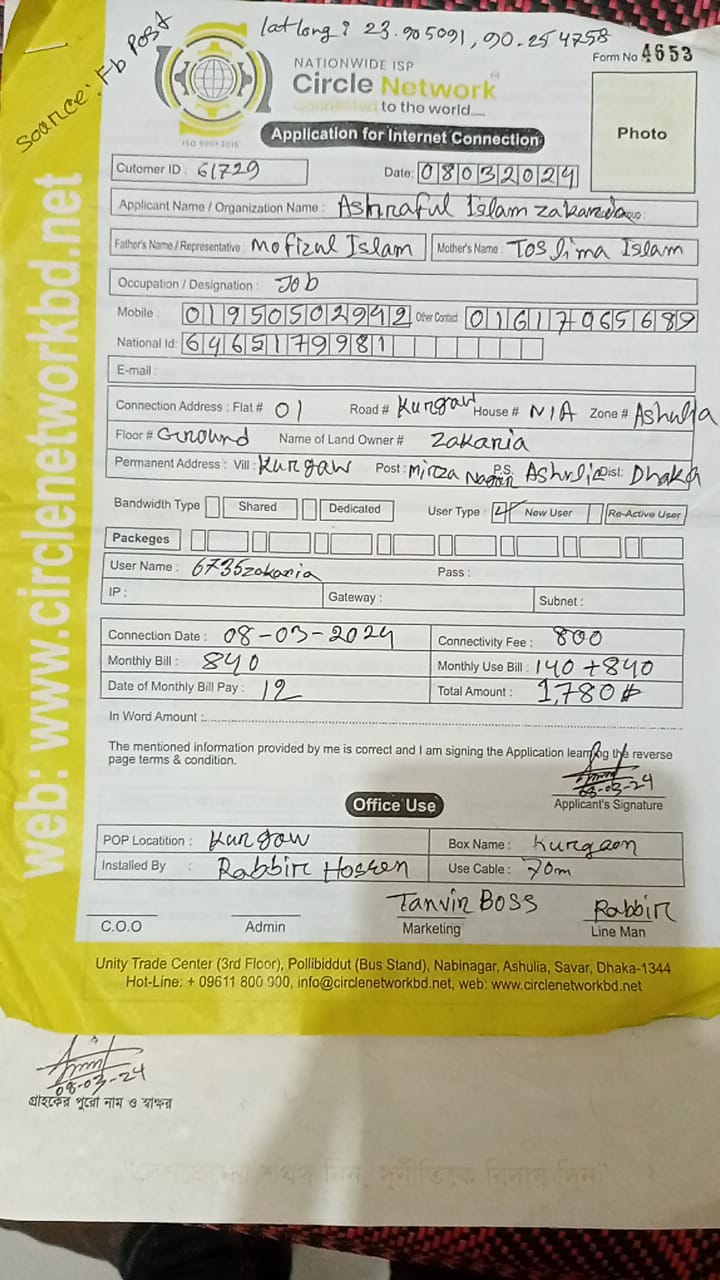 lat long : 23.905091, 90.254758
Source: Fb Post
NATIONWIDE ISP
Form No 4653
Circle Network
Connected to the world.....
ISO 9001:2015
Application for Internet Connection
Photo
Cutomer ID : 61729 Date: 08032024
Applicant Name / Organization Name : Ashraful Islam Zakaria
Father's Name / Representative : Mofizul Islam Mother's Name : Toslima Islam
Occupation / Designation : Job
Mobile : 01950502942 Other Contact : 01617065689
National Id: 6465179981
E-mail :
Connection Address : Flat # 01 Road # Kurgaw House # N/A Zone # Ashulia
Floor # Ground Name of Land Owner # Zakaria
Permanent Address : Vill : Kurgaw Post : Mirza Nagar P.S. Ashulia Dist: Dhaka
Bandwidth Type Shared Dedicated User Type : New User Re-Active User
Packeges
User Name : 6735zakaria Pass :
IP : Gateway : Subnet :
Connection Date : 08-03-2024 Connectivity Fee : 800
Monthly Bill : 840 Monthly Use Bill : 140 + 840
Date of Monthly Bill Pay : 12 Total Amount : 1,780
In Word Amount :
The mentioned information provided by me is correct and I am signing the Application learning the reverse
page terms & condition.
08-03-24
Applicant's Signature
Office Use
POP Locatition : Kurgaw Box Name : Kurgaon
Installed By : Rabbir Hossen Use Cable : 70m
Tanvir Boss Rabbir
C.O.O Admin Marketing Line Man
Unity Trade Center (3rd Floor), Pollibiddut (Bus Stand), Nabinagar, Ashulia, Savar, Dhaka-1344
Hot-Line: + 09611 800 900, info@circlenetworkbd.net, web: www.circlenetworkbd.net
web: www.circlenetworkbd.net
08-03-24
গ্রাহকের পুরো নাম ও স্বাক্ষর
"দেশপ্রেমের শপথ নিন, দুর্নীতিকে বিদায় দিন"